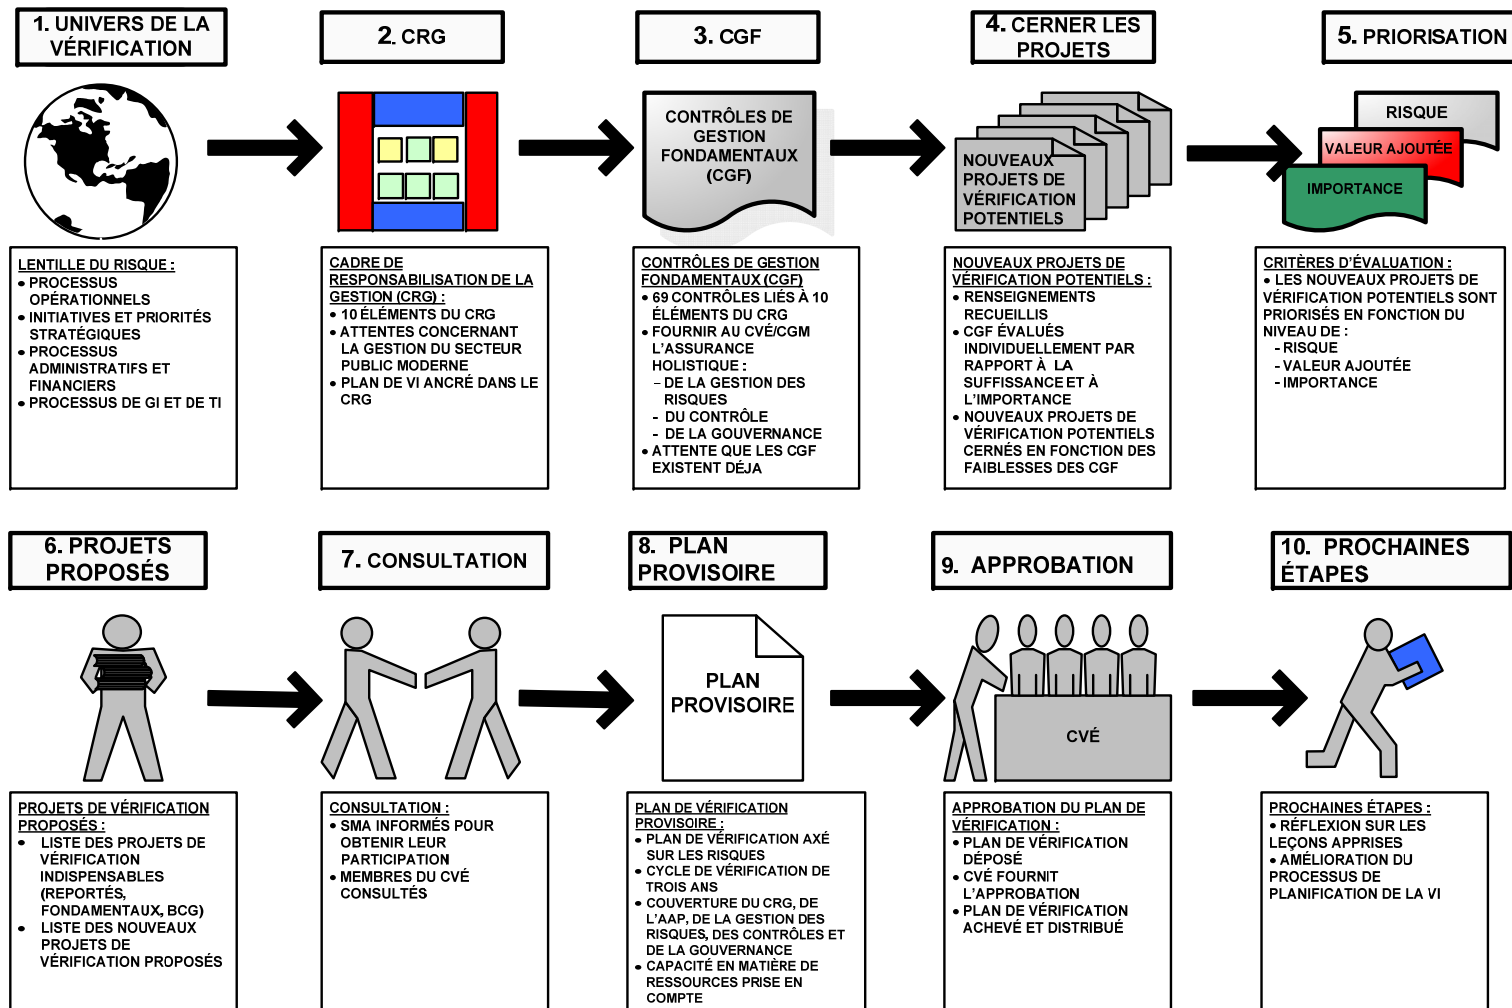 1. UNIVERS DE LA
VÉRIFICATION
2. CRG
3. CGF
4. CERNER LES
PROJETS
5. PRIORISATION
CONTRÔLES DE
GESTION
FONDAMENTAUX
(CGF)
NOUVEAUX
PROJETS DE
VÉRIFICATION
POTENTIELS
RISQUE
VALEUR AJOUTÉE
IMPORTANCE
LENTILLE DU RISQUE :
• PROCESSUS
OPÉRATIONNELS
• INITIATIVES ET PRIORITÉS
STRATÉGIQUES
• PROCESSUS
ADMINISTRATIFS ET
FINANCIERS
• PROCESSUS DE GI ET DE TI
CADRE DE
RESPONSABILISATION DE LA
GESTION (CRG) :
• 10 ÉLÉMENTS DU CRG
• ATTENTES CONCERNANT
LA GESTION DU SECTEUR
PUBLIC MODERNE
• PLAN DE VI ANCRÉ DANS LE
CRG
CONTRÔLES DE GESTION
FONDAMENTAUX (CGF)
• 69 CONTRÔLES LIÉS À 10
ÉLÉMENTS DU CRG
• FOURNIR AU CVÉ/CGM
L'ASSURANCE
HOLISTIQUE :
– DE LA GESTION DES
RISQUES
- DU CONTRÔLE
- DE LA GOUVERNANCE
• ATTENTE QUE LES CGF
EXISTENT DÉJA
NOUVEAUX PROJETS DE
VÉRIFICATION POTENTIELS :
• RENSEIGNEMENTS
RECUEILLIS
• CGF ÉVALUÉS
INDIVIDUELLEMENT PAR
RAPPORT À LA
SUFFISSANCE ET À
L'IMPORTANCE
• NOUVEAUX PROJETS DE
VÉRIFICATION POTENTIELS
CERNÉS EN FONCTION DES
FAIBLESSES DES CGF
CRITÈRES D'ÉVALUATION :
• LES NOUVEAUX PROJETS DE
VÉRIFICATION POTENTIELS SONT
PRIORISÉS EN FONCTION DU
NIVEAU DE :
- RISQUE
- VALEUR AJOUTÉE
- IMPORTANCE
6. PROJETS
PROPOSÉS
7. CONSULTATION
8. PLAN
PROVISOIRE
9. APPROBATION
10. PROCHAINES
ÉTAPES
PLAN
PROVISOIRE
CVÉ
PROJETS DE VÉRIFICATION
PROPOSÉS :
• LISTE DES PROJETS DE
VÉRIFICATION
INDISPENSABLES
(REPORTÉS,
FONDAMENTAUX, BCG)
• LISTE DES NOUVEAUX
PROJETS DE
VÉRIFICATION PROPOSÉS
CONSULTATION :
• SMA INFORMÉS POUR
OBTENIR LEUR
PARTICIPATION
• MEMBRES DU CVÉ
CONSULTÉS
PLAN DE VÉRIFICATION
PROVISOIRE :
• PLAN DE VÉRIFICATION AXÉ
SUR LES RISQUES
• CYCLE DE VÉRIFICATION DE
TROIS ANS
• COUVERTURE DU CRG, DE
L'AAP, DE LA GESTION DES
RISQUES, DES CONTRÔLES ET
DE LA GOUVERNANCE
• CAPACITÉ EN MATIÈRE DE
RESSOURCES PRISE EN
COMPTE
APPROBATION DU PLAN DE
VÉRIFICATION :
• PLAN DE VÉRIFICATION
DÉPOSÉ
• CVÉ FOURNIT
L'APPROBATION
• PLAN DE VÉRIFICATION
ACHEVÉ ET DISTRIBUÉ
PROCHAINES ÉTAPES :
• RÉFLEXION SUR LES
LEÇONS APPRISES
• AMÉLIORATION DU
PROCESSUS DE
PLANIFICATION DE LA VI